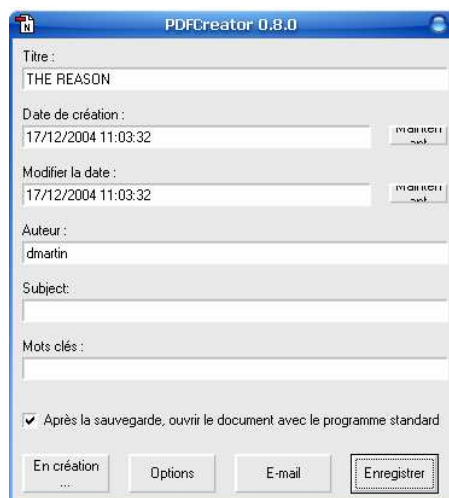 PDFCreator 0.8.0
Titre :
THE REASON
Date de création :
17/12/2004 11:03:32
Modifier la date :
17/12/2004 11:03:32
Auteur :
dmartin
Subject:
Mots clés :
Après la sauvegarde, ouvrir le document avec le programme standard
En création
...
Options
E-mail
Enregistrer